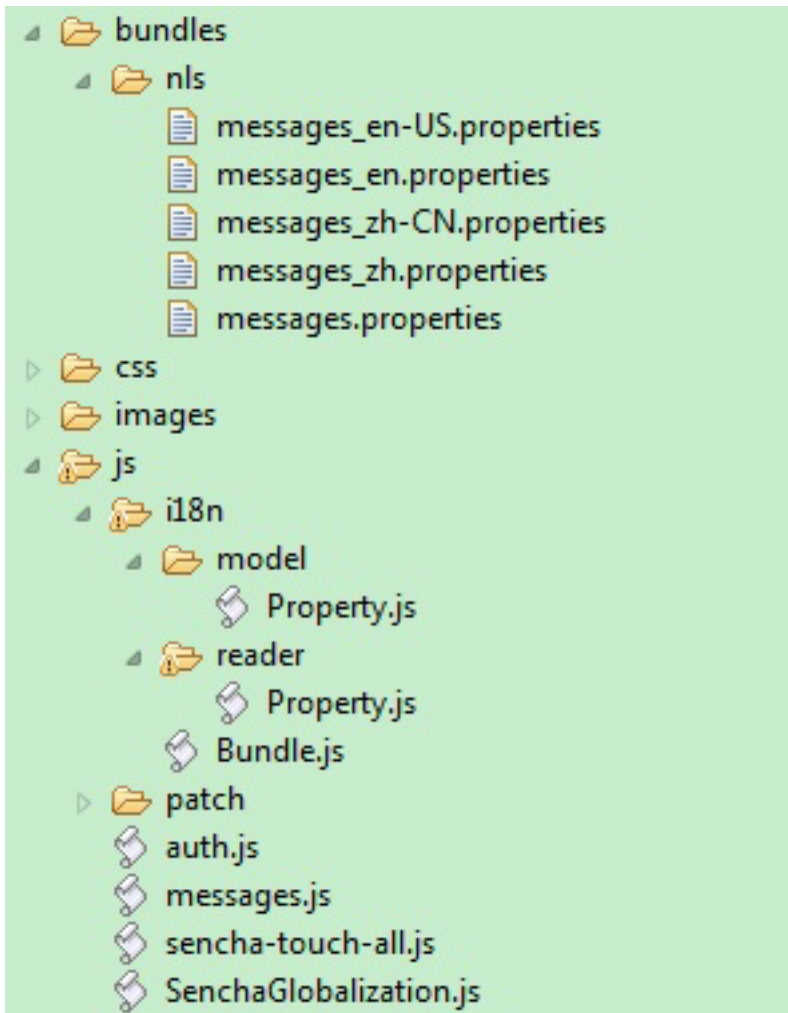 bundles
nls
messages_en-US.properties
messages_en.properties
messages_zh-CN.properties
messages_zh.properties
messages.properties
css
images
js
i18n
model
Property.js
reader
Property.js
Bundle.js
patch
auth.js
messages.js
sencha-touch-all.js
SenchaGlobalization.js